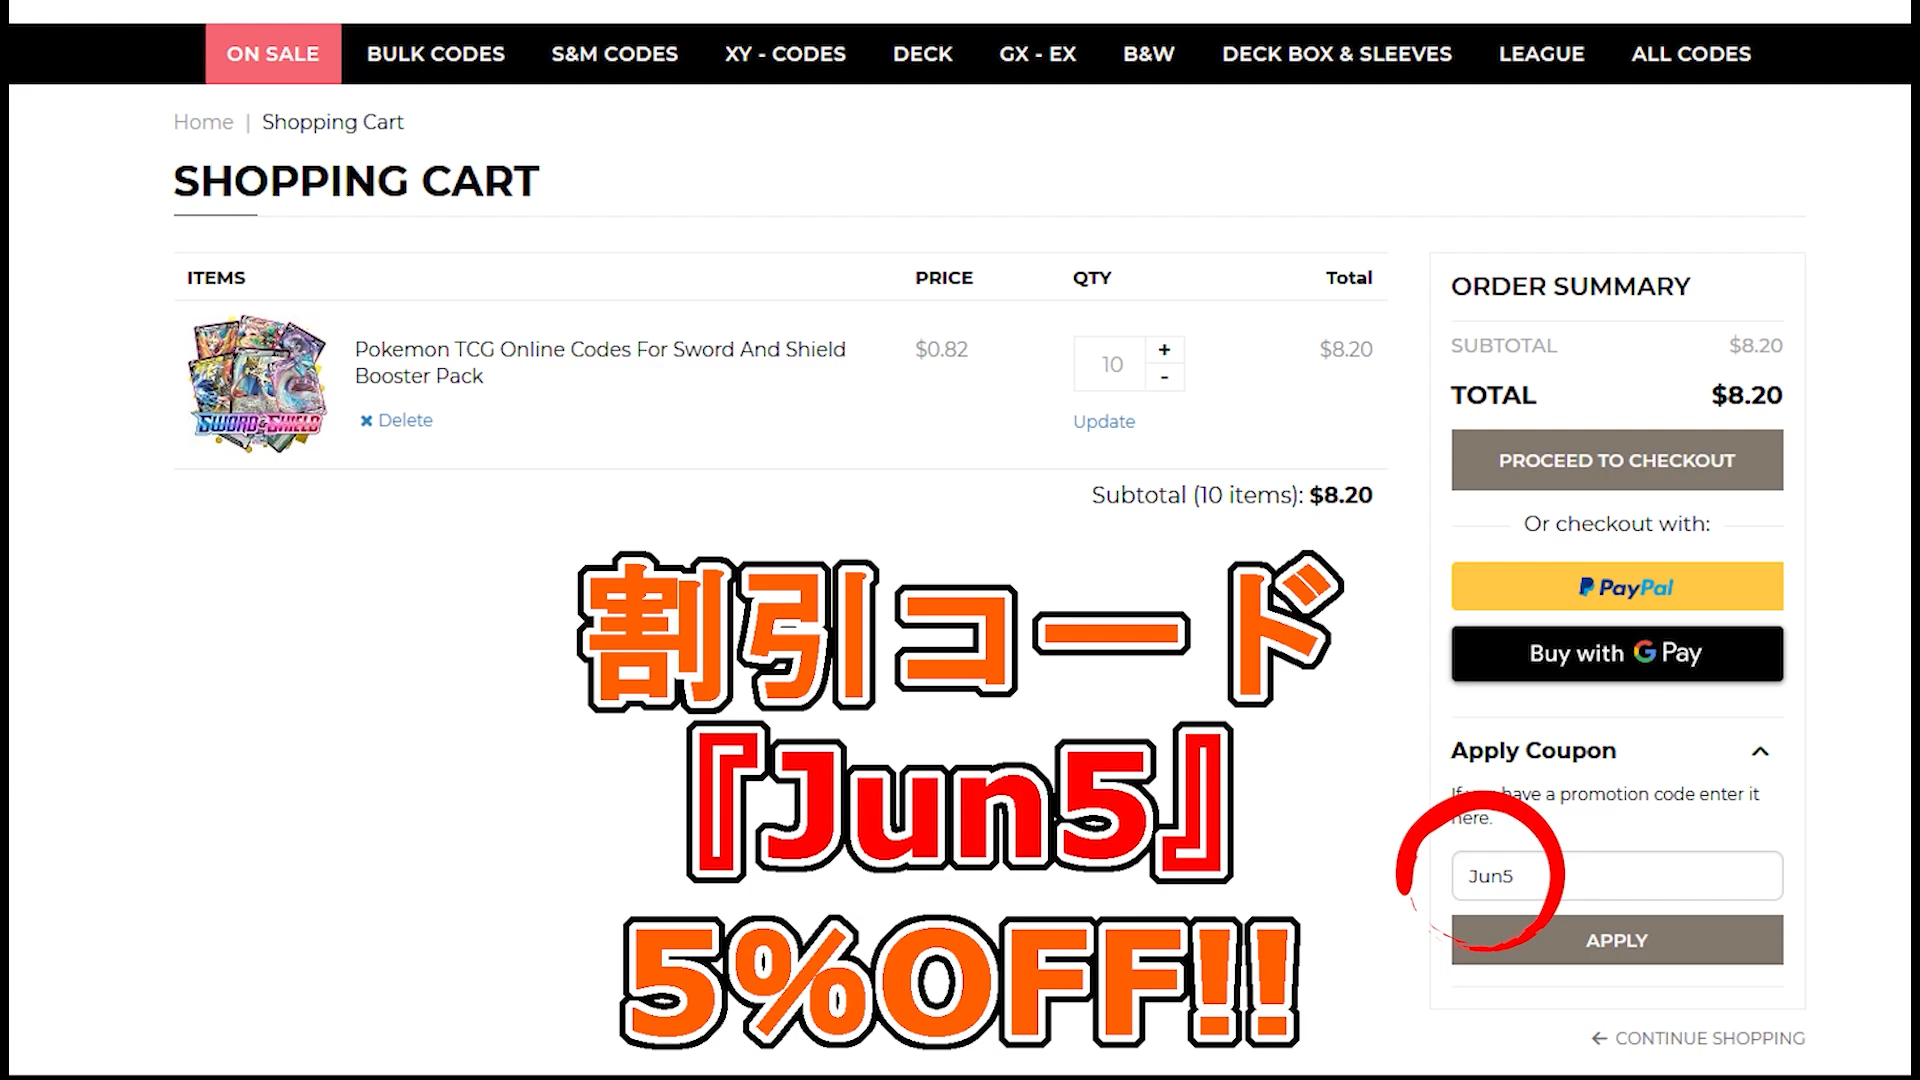 ON SALE BULK CODES S&M CODES XY - CODES DECK GX - EX B&W DECK BOX & SLEEVES LEAGUE ALL CODES
Home | Shopping Cart
SHOPPING CART
ITEMS PRICE QTY Total
Pokemon TCG Online Codes For Sword And Shield
Booster Pack
$0.82
10
+
-
$8.20
SWORD & SHIELD
× Delete
Update
Subtotal (10 items): $8.20
ORDER SUMMARY
SUBTOTAL $8.20
TOTAL $8.20
PROCEED TO CHECKOUT
Or checkout with:
PayPal
Buy with G Pay
Apply Coupon
If you have a promotion code enter it
here.
Jun5
APPLY
← CONTINUE SHOPPING
割引コード
『Jun5』
5%OFF!!